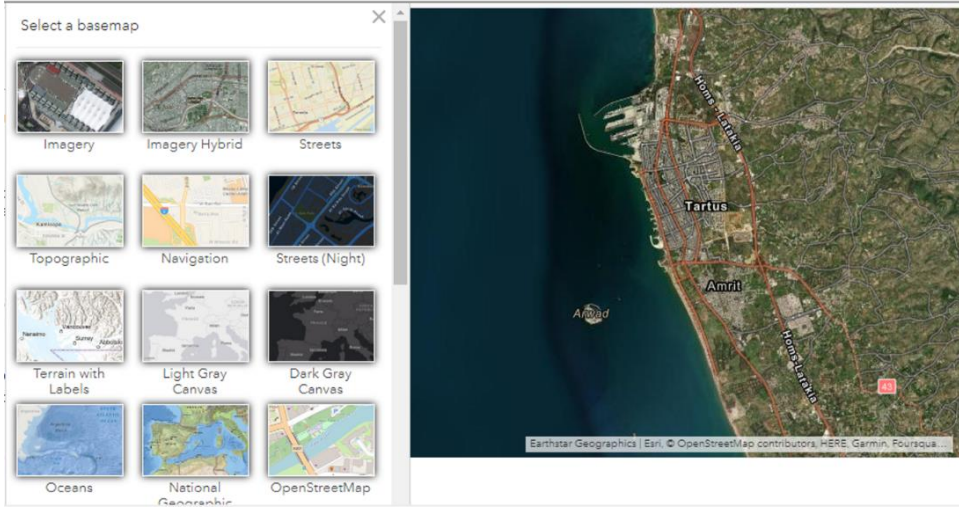 Select a basemap
Imagery
Imagery Hybrid
Streets
Topographic
Navigation
Streets (Night)
Terrain with
Labels
Light Gray
Canvas
Dark Gray
Canvas
Oceans
National
Geographic
OpenStreetMap
Homs-Latakia
Tartus
Amrit
Arwad
Homs-Latakia
43
Earthstar Geographics | Esri, © OpenStreetMap contributors, HERE, Garmin, Foursqua...